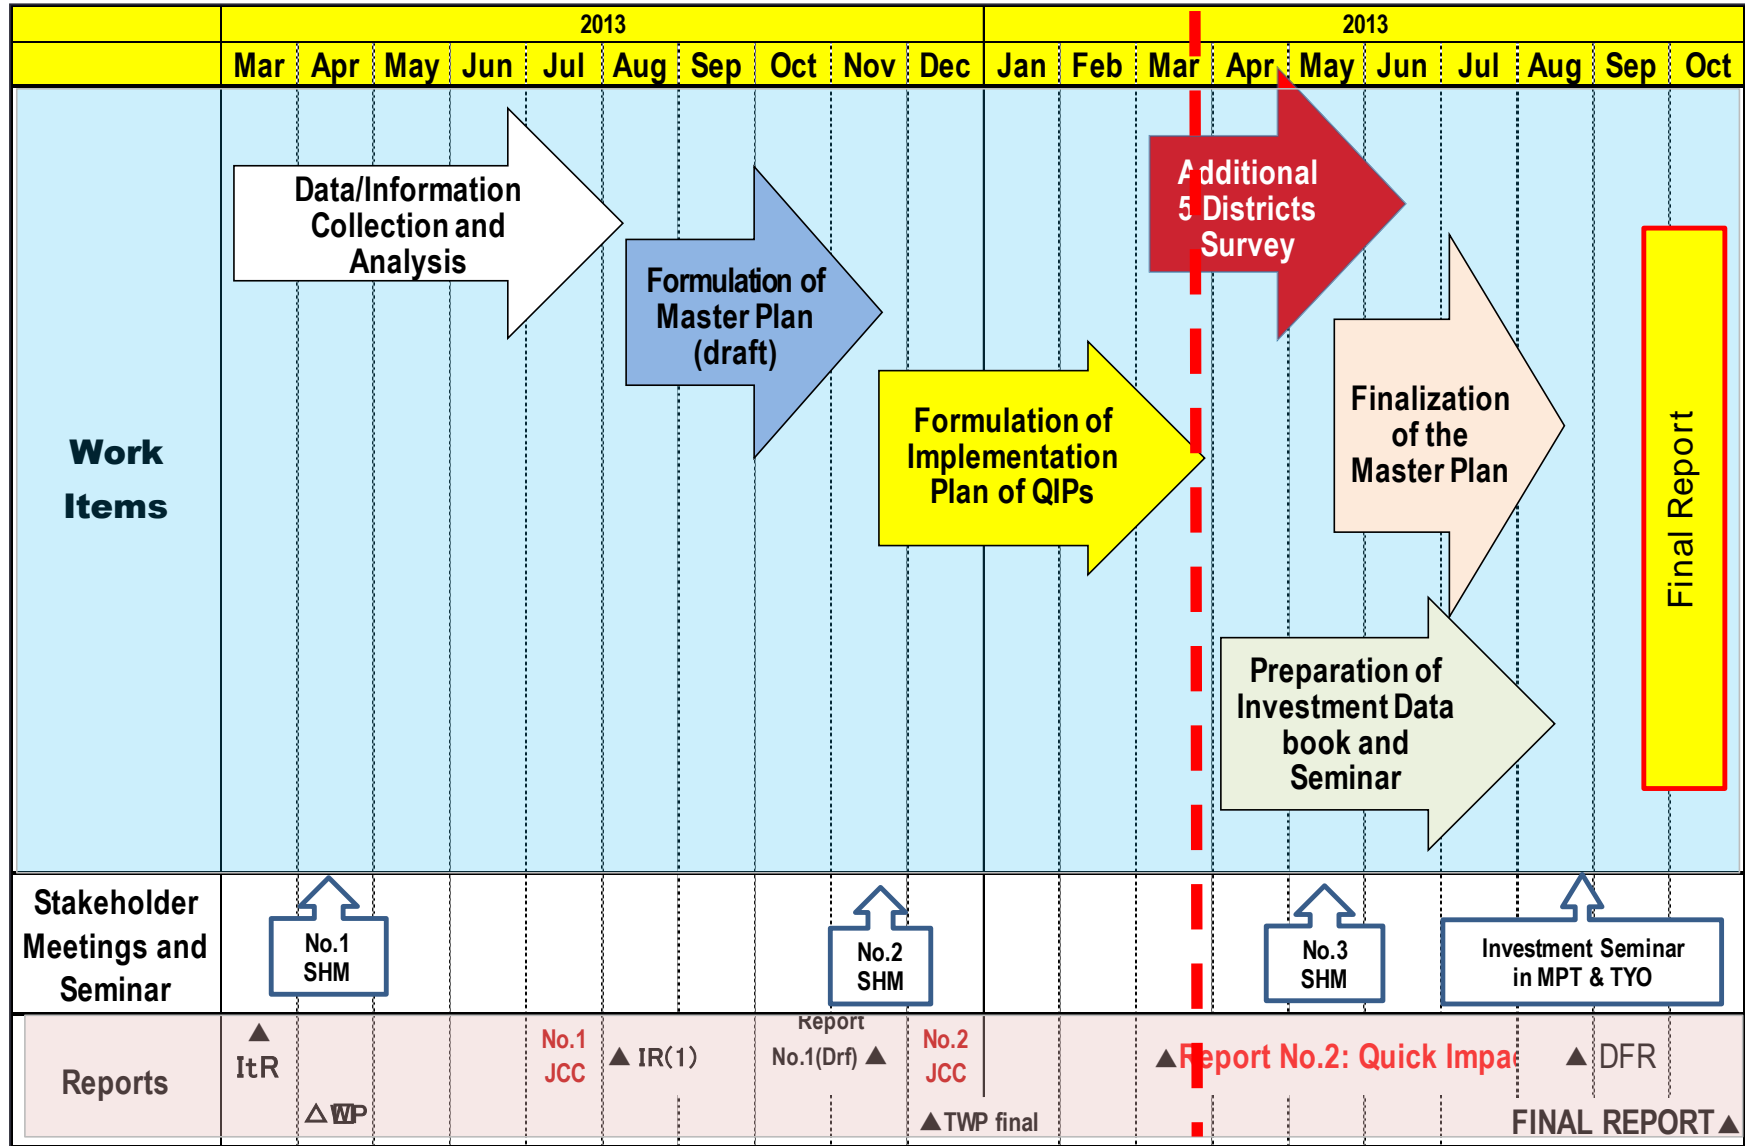 2013
2013
Mar Apr May Jun Jul Aug Sep Oct Nov Dec Jan Feb Mar Apr May Jun Jul Aug Sep Oct
Work
Items
Data/Information
Collection and
Analysis
Formulation of
Master Plan
(draft)
Formulation of
Implementation
Plan of QIPs
Additional
5 Districts
Survey
Finalization
of the
Master Plan
Preparation of
Investment Data
book and
Seminar
Final Report
Stakeholder
Meetings and
Seminar
No.1
SHM
No.2
SHM
No.3
SHM
Investment Seminar
in MPT & TYO
Reports
▲
ItR
△
No.1
JCC
▲ IR(1)
Report
No.1(Drf) ▲
No.2
JCC
▲TWP final
▲Report No.2: Quick
▲ DFR
FINAL REPORT▲